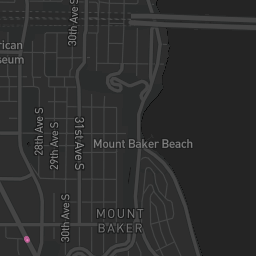 30th Ave S
rican
seum
28th Ave S
29th Ave S
31st Ave S
Mount Baker Beach
30th Ave S
MOUNT
BAKER